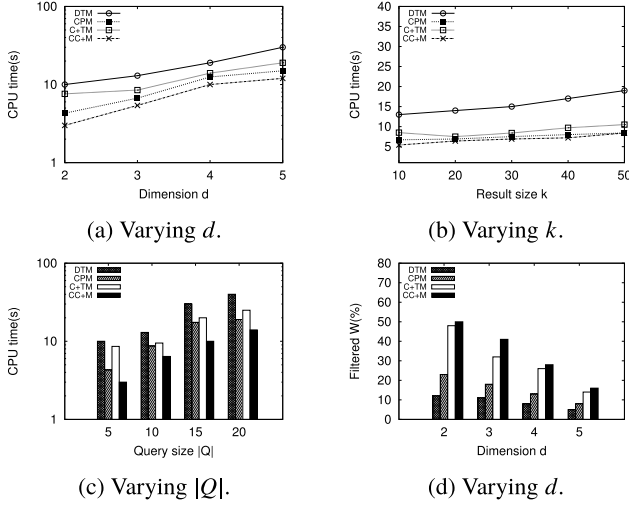 CPU time(s)
100
10
1
DTM
CPM
C+TM
CC+M
2 3 4 5
Dimension d
(a) Varying d.
CPU time(s)
40
35
30
25
20
15
10
5
DTM
CPM
C+TM
CC+M
10 20 30 40 50
Result size k
(b) Varying k.
CPU time(s)
100
10
1
DTM
CPM
C+TM
CC+M
5 10 15 20
Query size |Q|
(c) Varying |Q|.
Filtered W(%)
80
70
60
50
40
30
20
10
0
DTM
CPM
C+TM
CC+M
2 3 4 5
Dimension d
(d) Varying d.